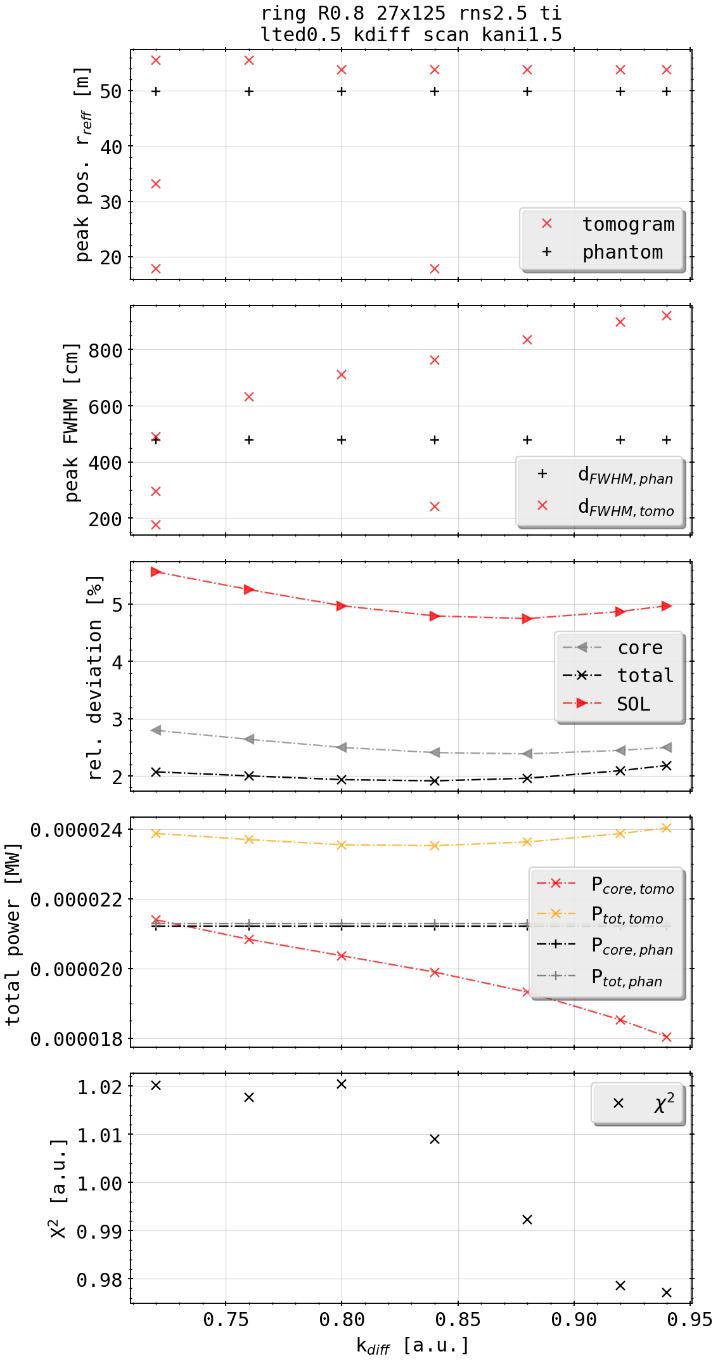 ring R0.8 27x125 rns2.5 ti
lted0.5 kdiff scan kani1.5
peak pos. r_reff [m]
50
40
30
20
tomogram
phantom
peak FWHM [cm]
800
600
400
200
d_FWHM,phan
d_FWHM,tomo
rel. deviation [%]
5
4
3
2
core
total
SOL
total power [MW]
0.000024
0.000022
0.000020
0.000018
P_core,tomo
P_tot,tomo
P_core,phan
P_tot,phan
X² [a.u.]
1.02
1.01
1.00
0.99
0.98
χ²
0.75 0.80 0.85 0.90 0.95
k_diff [a.u.]